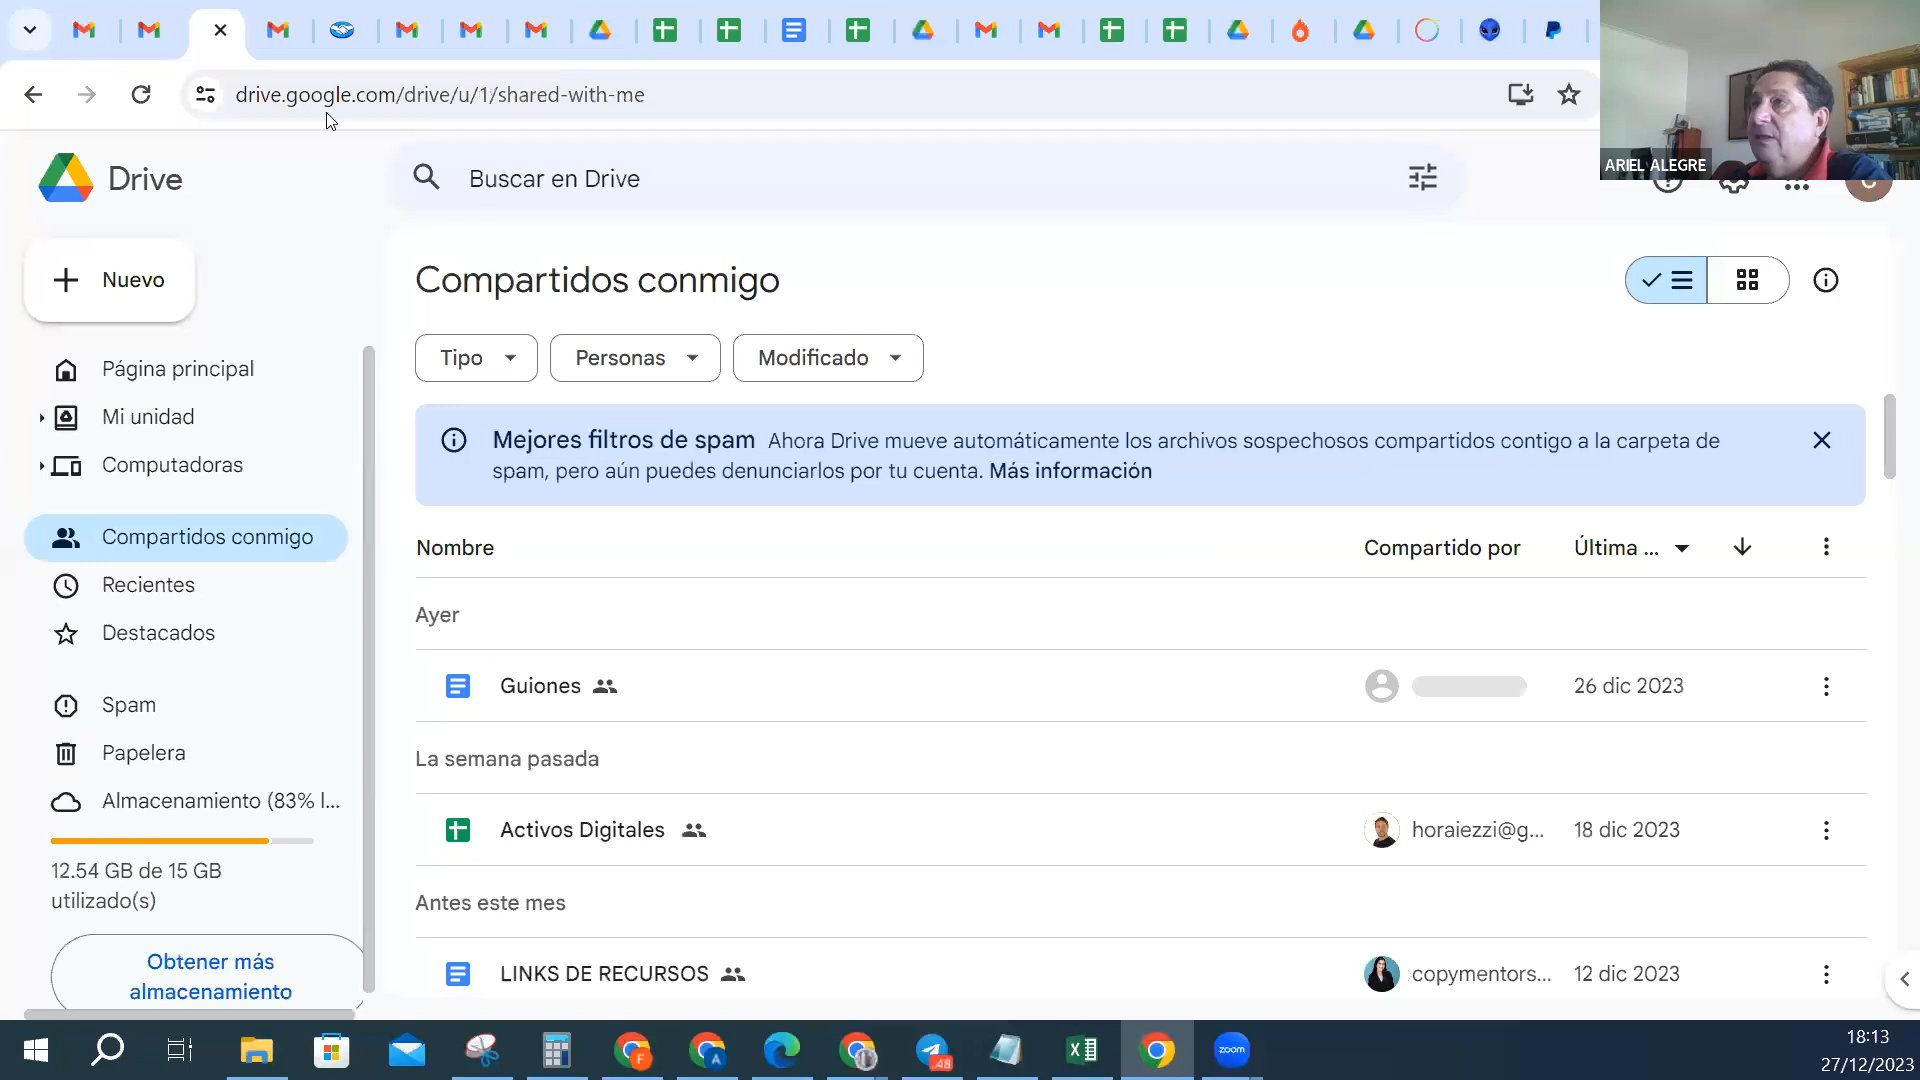 drive.google.com/drive/u/1/shared-with-me
ARIEL ALEGRE
Drive
Buscar en Drive
Nuevo
Compartidos conmigo
Tipo
Personas
Modificado
Página principal
Mi unidad
Computadoras
Compartidos conmigo
Recientes
Destacados
Spam
Papelera
Almacenamiento (83% l...
12.54 GB de 15 GB
utilizado(s)
Obtener más
almacenamiento
Mejores filtros de spam Ahora Drive mueve automáticamente los archivos sospechosos compartidos contigo a la carpeta de
spam, pero aún puedes denunciarlos por tu cuenta. Más información
Nombre
Compartido por
Última ...
Ayer
Guiones
26 dic 2023
La semana pasada
Activos Digitales
horaiezzi@g...
18 dic 2023
Antes este mes
LINKS DE RECURSOS
copymentors...
12 dic 2023
F
A
A8
zoom
18:13
27/12/2023